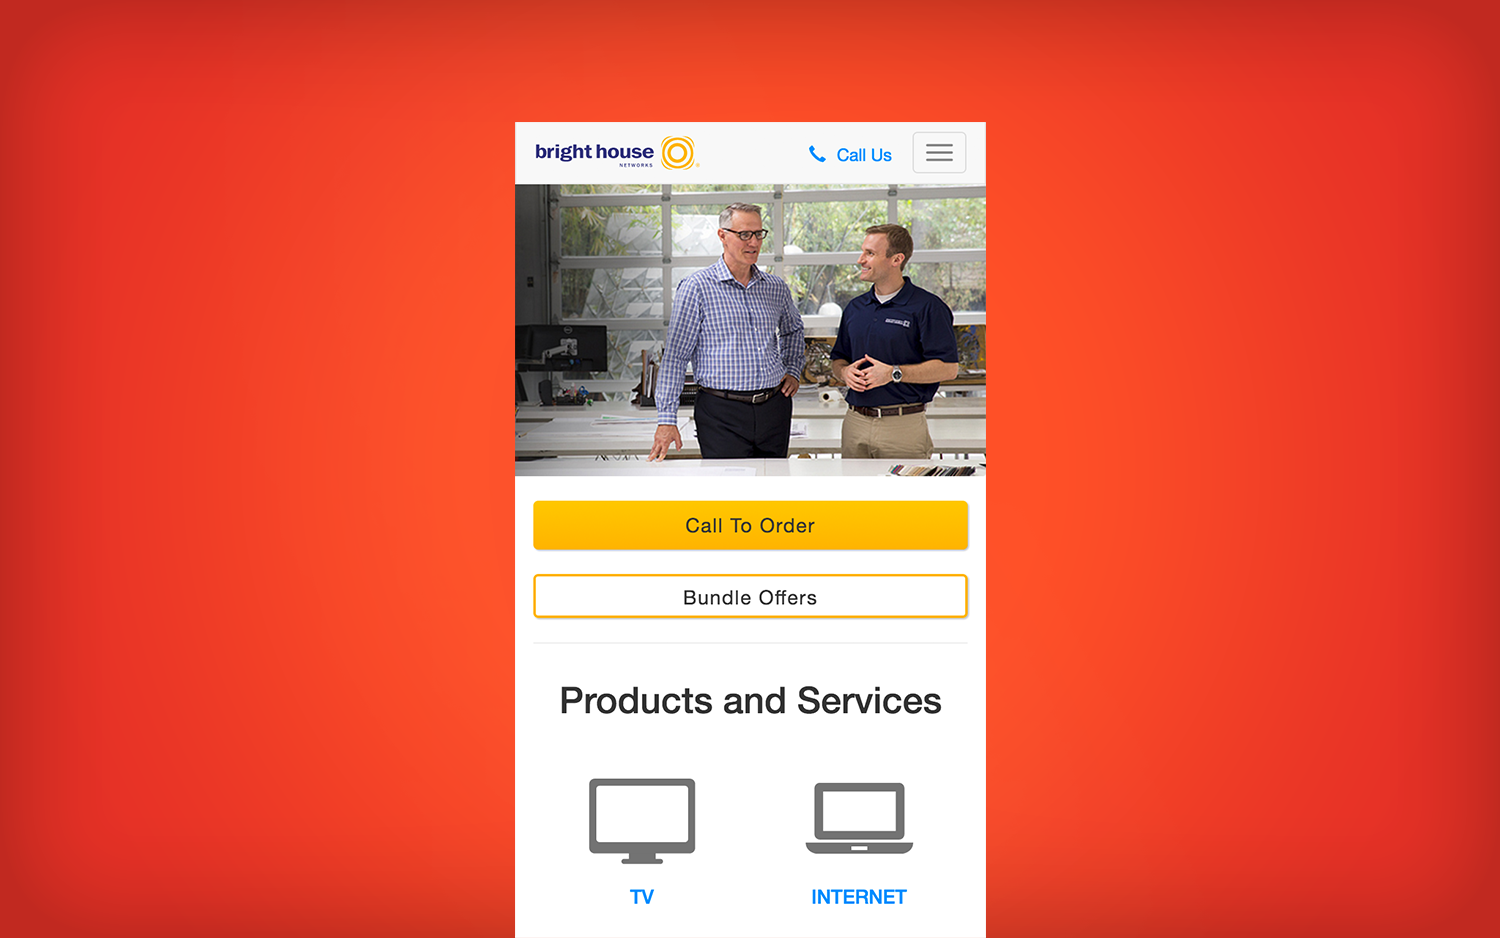 bright house
NETWORKS
Call Us
Call To Order
Bundle Offers
Products and Services
TV
INTERNET